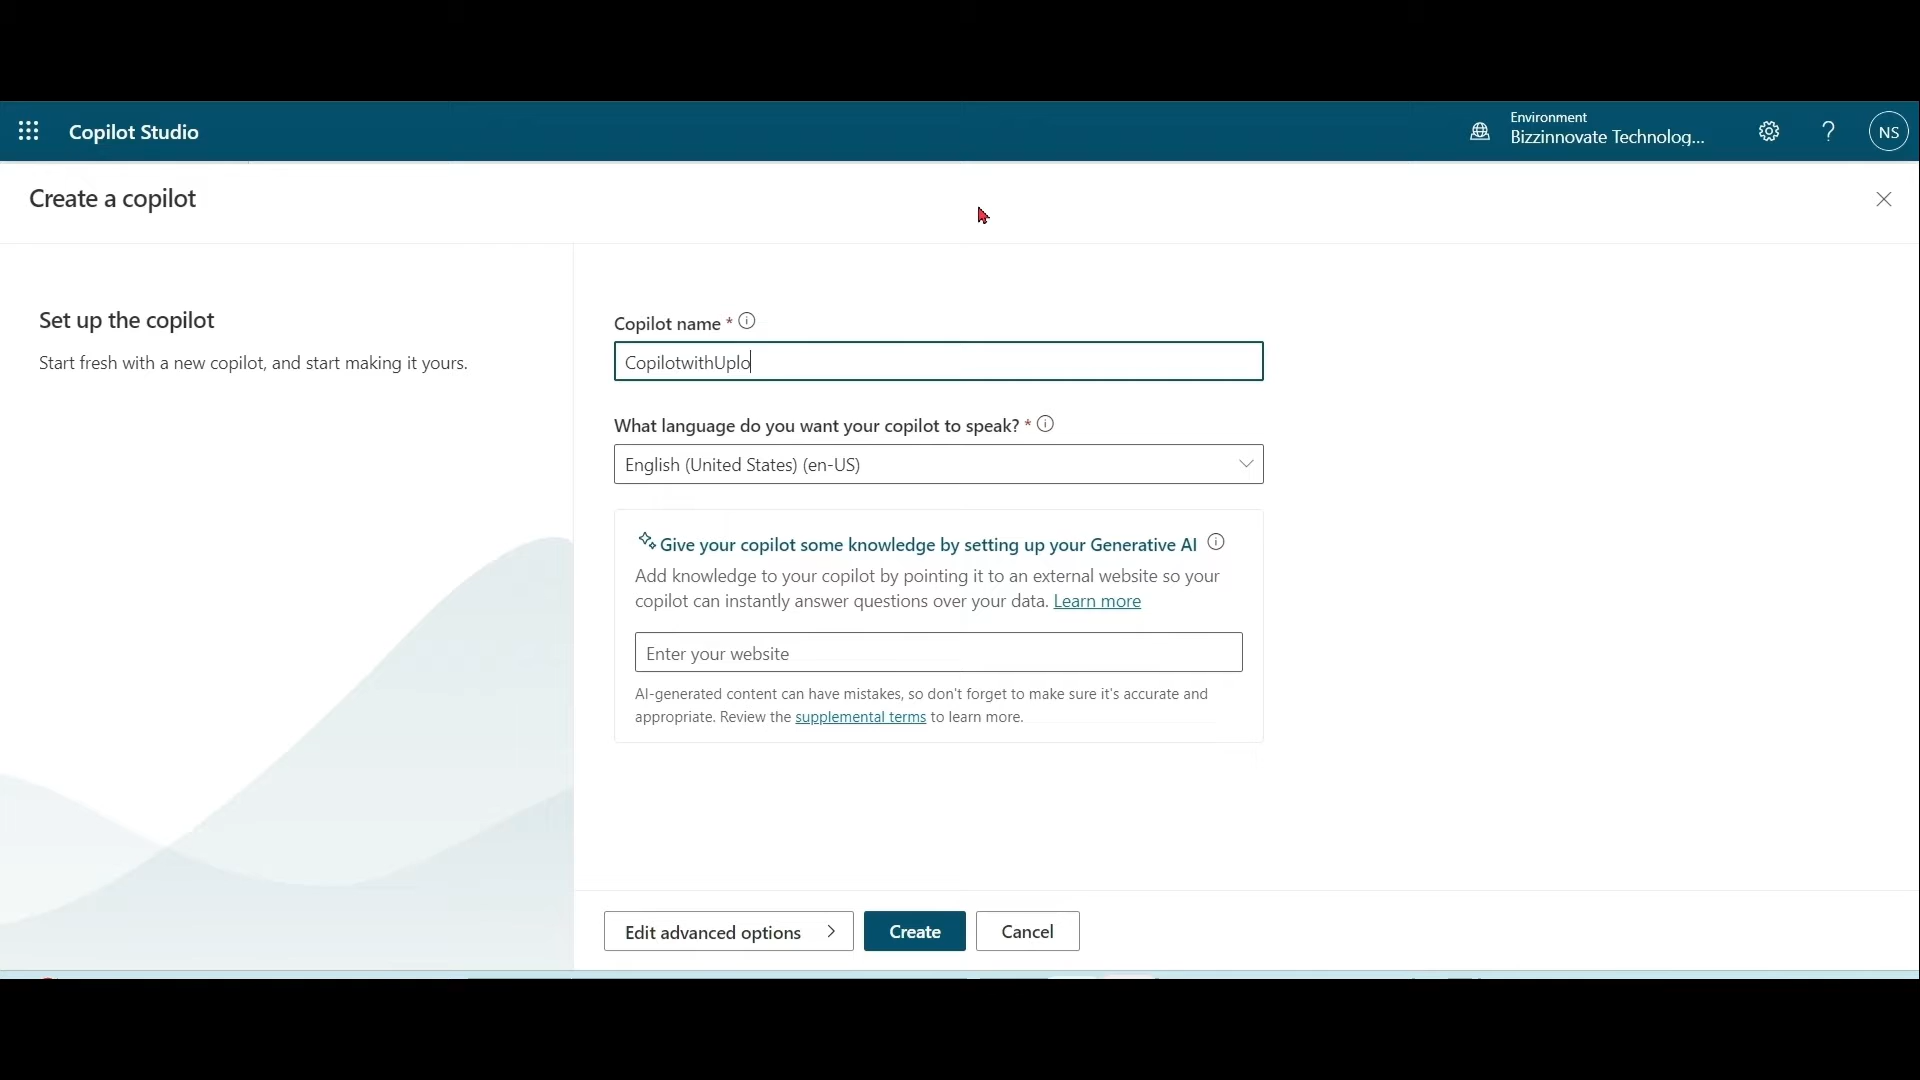 Copilot Studio
Environment
Bizzinnovate Technolog...
?
NS
Create a copilot
Set up the copilot
Start fresh with a new copilot, and start making it yours.
Copilot name *
CopilotwithUplo
What language do you want your copilot to speak? *
English (United States) (en-US)
Give your copilot some knowledge by setting up your Generative AI
Add knowledge to your copilot by pointing it to an external website so your
copilot can instantly answer questions over your data. Learn more
Enter your website
AI-generated content can have mistakes, so don't forget to make sure it's accurate and
appropriate. Review the supplemental terms to learn more.
Edit advanced options
Create
Cancel